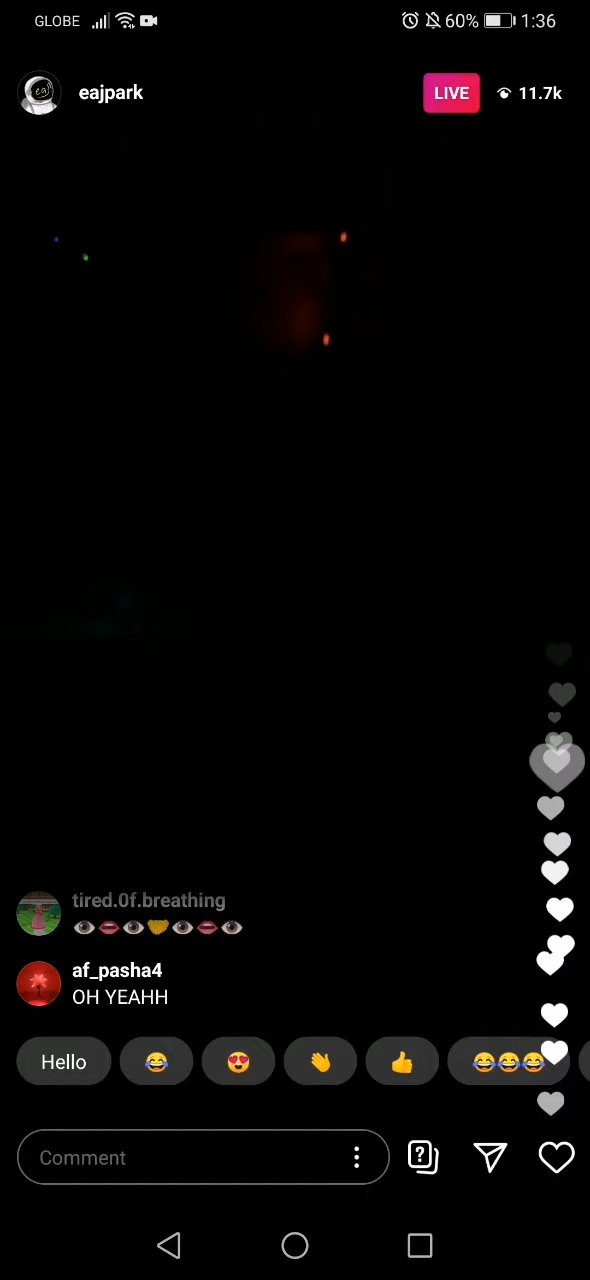 GLOBE 60% 1:36
eajpark LIVE 11.7k
tired.0f.breathing
af_pasha4
OH YEAHH
Hello
Comment